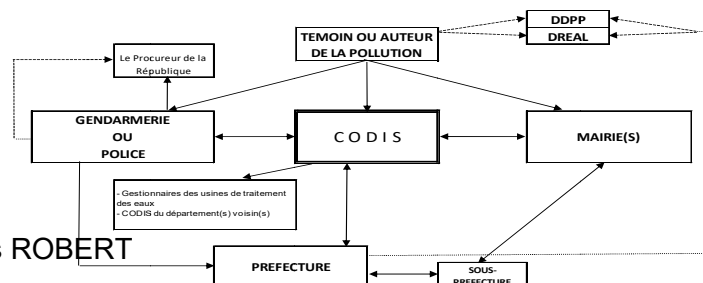 DDPP
TEMOIN OU AUTEUR
DE LA POLLUTION
DREAL
Le Procureur de la
République
GENDARMERIE
OU
POLICE
C O D I S
MAIRIE(S)
- Gestionnaires des usines de traitement
des eaux
- CODIS du département(s) voisin(s)
ROBERT
PREFECTURE
SOUS-
PREFECTURE